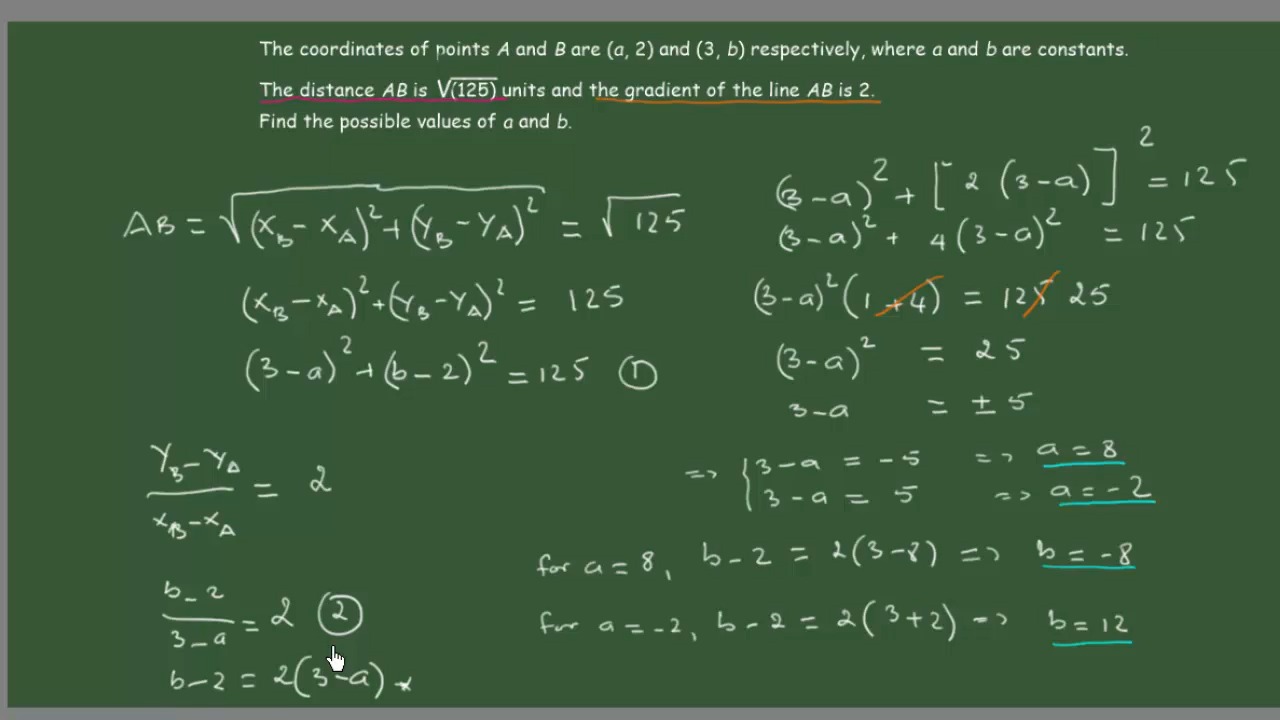 The coordinates of points A and B are (a, 2) and (3, b) respectively, where a and b are constants.
The distance AB is √(125) units and the gradient of the line AB is 2.
Find the possible values of a and b.
AB = √((x_B − x_A)² + (y_B − y_A)²) = √125
(x_B − x_A)² + (y_B − y_A)² = 125
(3 − a)² + (b − 2)² = 125 ①
(y_B − y_A)/(x_B − x_A) = 2
(b − 2)/(3 − a) = 2 ②
b − 2 = 2(3 − a) *
(3 − a)² + [2(3 − a)]² = 125
(3 − a)² + 4(3 − a)² = 125
(3 − a)²(1 + 4) = 125 25
(3 − a)² = 25
3 − a = ± 5
=> { 3 − a = − 5 => a = 8
3 − a = 5 => a = − 2
for a = 8, b − 2 = 2(3 − 8) => b = − 8
for a = −2, b − 2 = 2(3 + 2) => b = 12